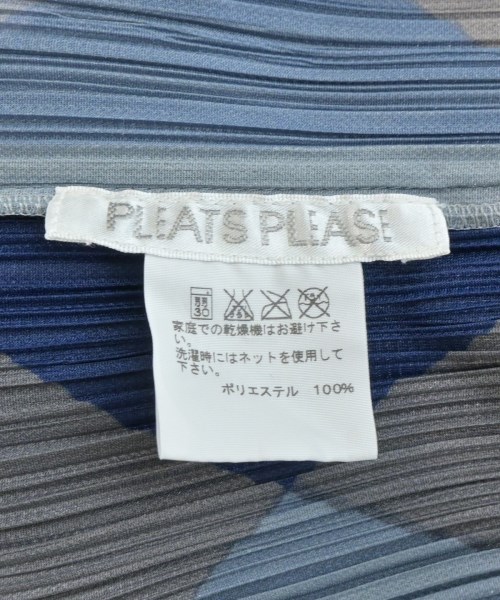 PLEATS PLEASE
家庭での乾燥機はお避け下さ
い。
洗濯時にはネットを使用して
下さい。
ポリエステル 100%